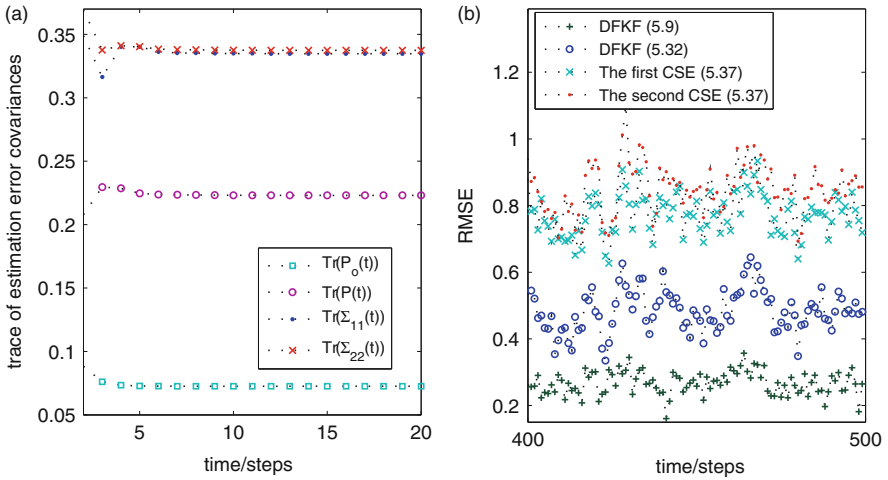 (a)
trace of estimation error covariances
0.35
0.3
0.25
0.2
0.15
0.1
0.05
5
10
15
20
time/steps
Tr(P_o(t))
Tr(P(t))
Tr(Σ_11(t))
Tr(Σ_22(t))
(b)
RMSE
1.2
1
0.8
0.6
0.4
0.2
400
500
time/steps
DFKF (5.9)
DFKF (5.32)
The first CSE (5.37)
The second CSE (5.37)